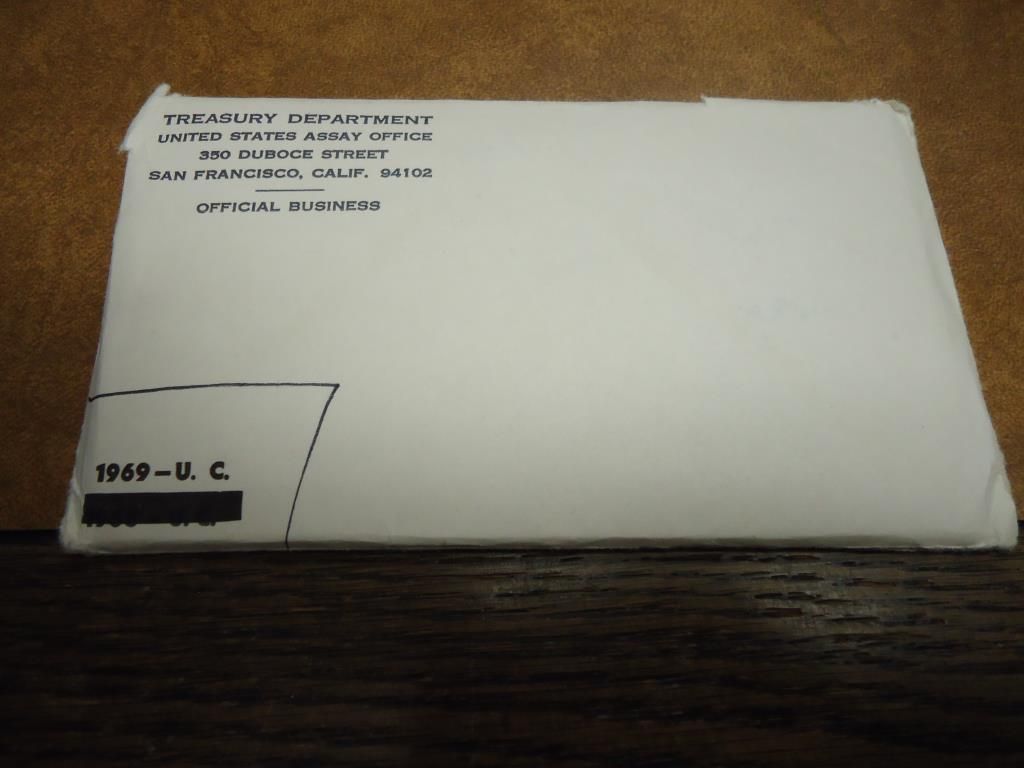 TREASURY DEPARTMENT
UNITED STATES ASSAY OFFICE
350 DUBOCE STREET
SAN FRANCISCO, CALIF. 94102
OFFICIAL BUSINESS
1969-U. C.